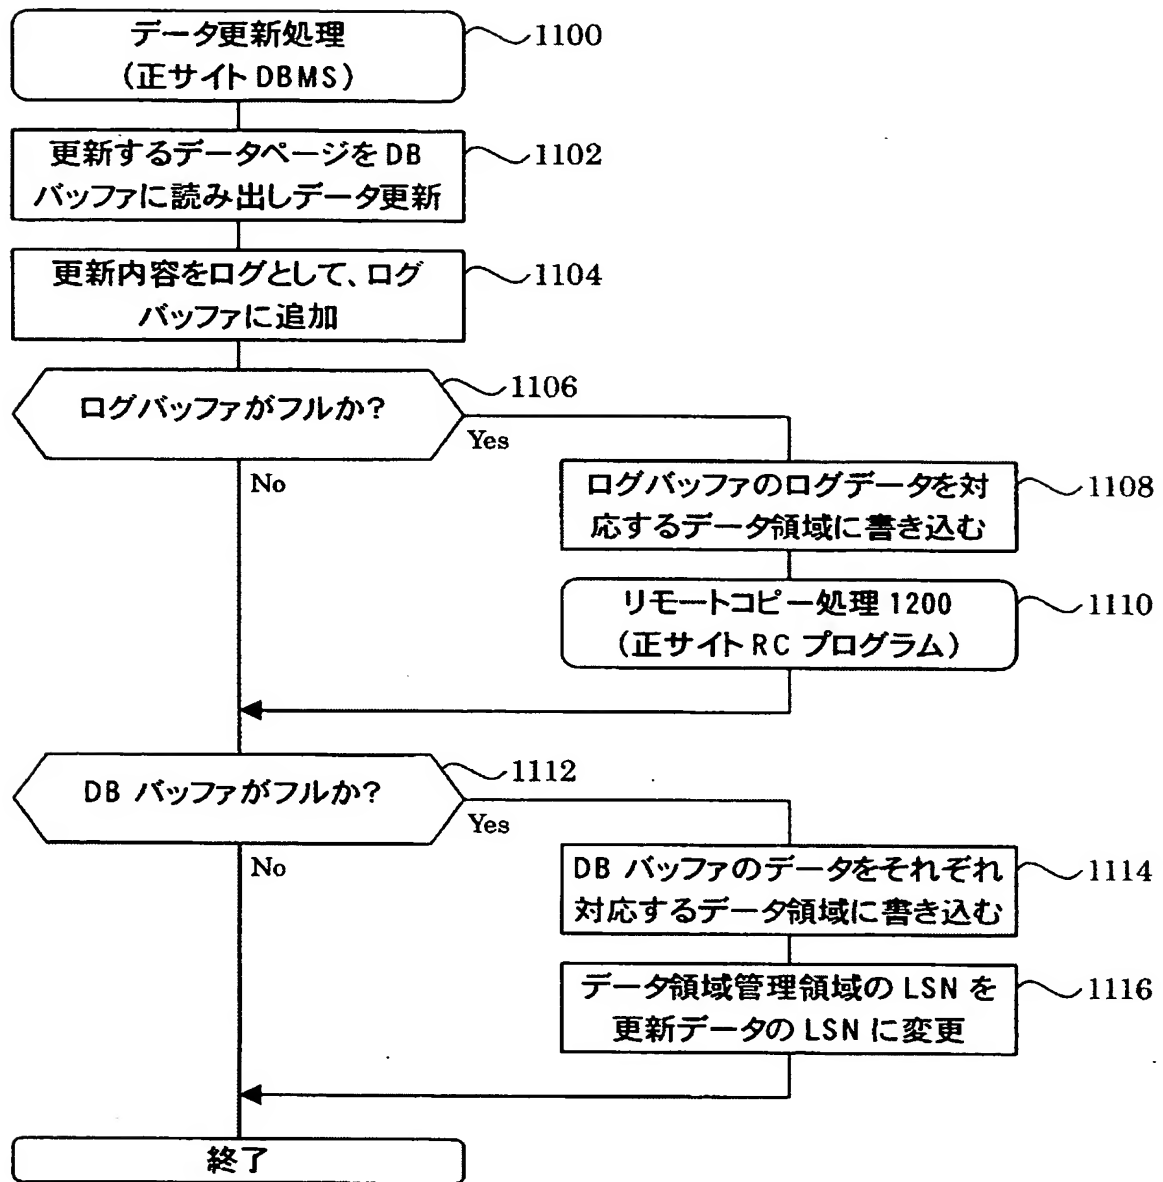 データ更新処理
(正サイト DBMS)
1100
更新するデータページを DB
バッファに読み出しデータ更新
1102
更新内容をログとして、ログ
バッファに追加
1104
ログバッファがフルか?
1106
Yes
No
ログバッファのログデータを対
応するデータ領域に書き込む
1108
リモートコピー処理 1200
(正サイト RC プログラム)
1110
DB バッファがフルか?
1112
Yes
No
DB バッファのデータをそれぞれ
対応するデータ領域に書き込む
1114
データ領域管理領域の LSN を
更新データの LSN に変更
1116
終了